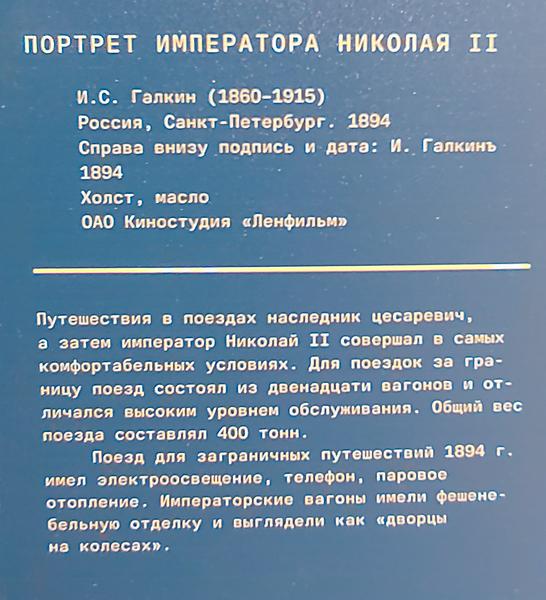 ПОРТРЕТ ИМПЕРАТОРА НИКОЛАЯ II
И.С. Галкин (1860–1915)
Россия, Санкт-Петербург. 1894
Справа внизу подпись и дата: И. Галкинъ
1894
Холст, масло
ОАО Киностудия «Ленфильм»
Путешествия в поездах наследник цесаревич,
а затем император Николай II совершал в самых
комфортабельных условиях. Для поездок за гра-
ницу поезд состоял из двенадцати вагонов и от-
личался высоким уровнем обслуживания. Общий вес
поезда составлял 400 тонн.
Поезд для заграничных путешествий 1894 г.
имел электроосвещение, телефон, паровое
отопление. Императорские вагоны имели фешене-
бельную отделку и выглядели как «дворцы
на колесах».